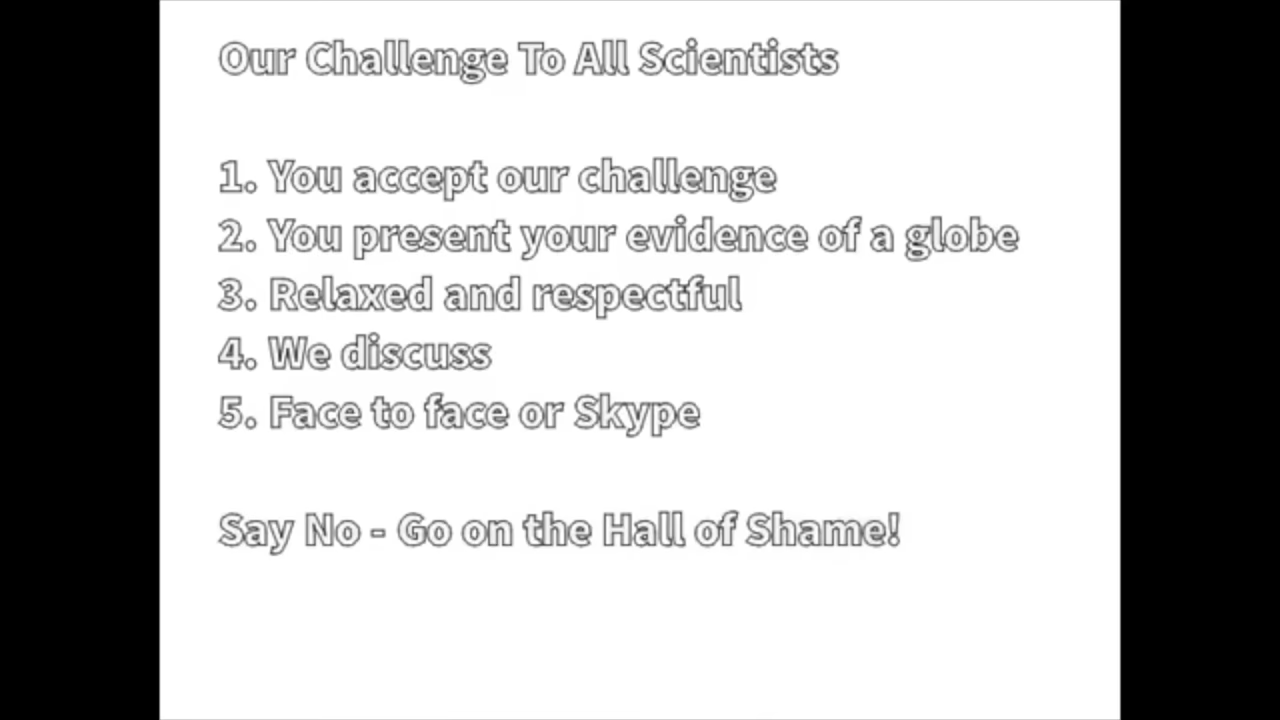 Our Challenge To All Scientists
1. You accept our challenge
2. You present your evidence of a globe
3. Relaxed and respectful
4. We discuss
5. Face to face or Skype
Say No - Go on the Hall of Shame!